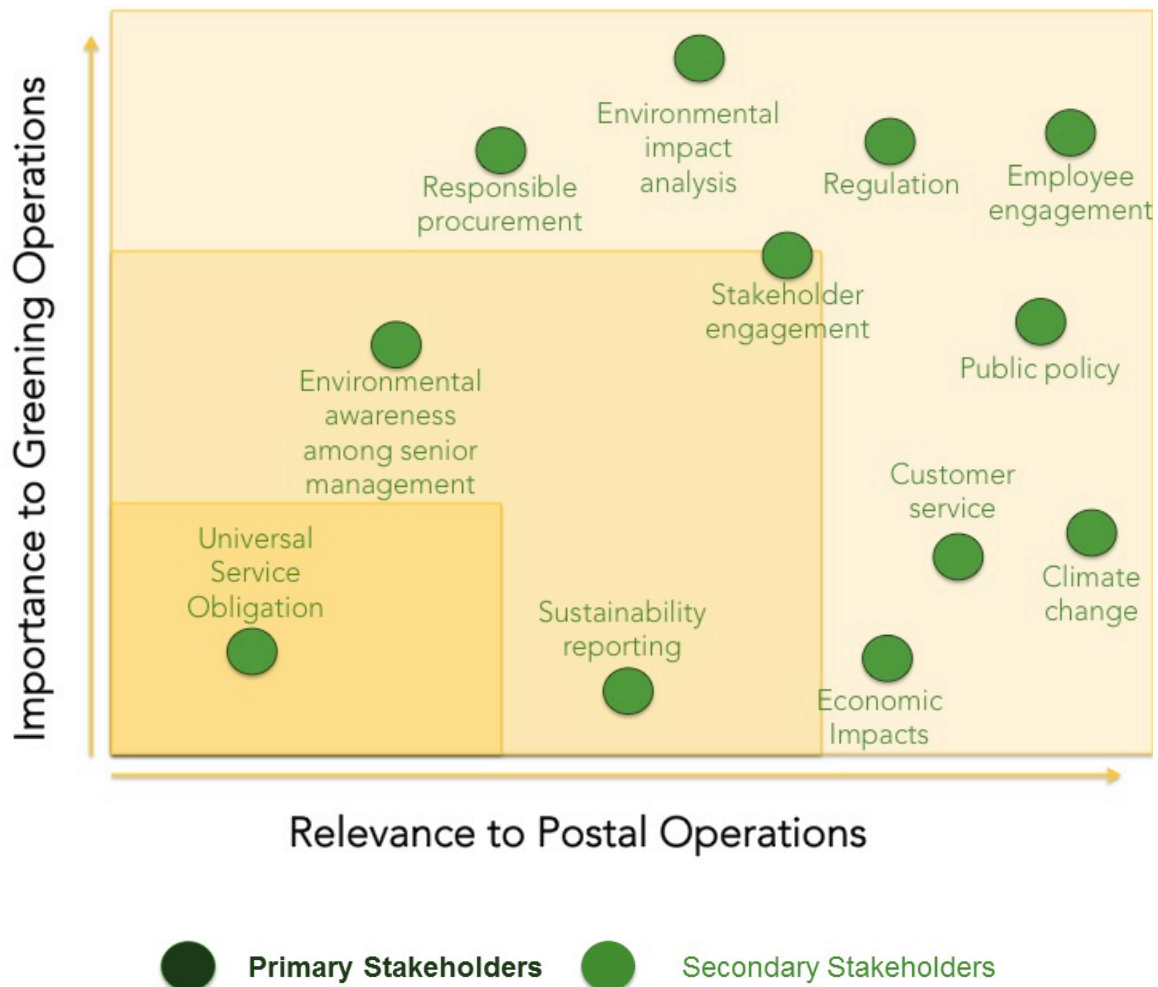 Importance to Greening Operations
Environmental
impact
analysis
Responsible
procurement
Regulation
Employee
engagement
Stakeholder
engagement
Public policy
Environmental
awareness
among senior
management
Customer
service
Climate
change
Universal
Service
Obligation
Sustainability
reporting
Economic
Impacts
Relevance to Postal Operations
Primary Stakeholders
Secondary Stakeholders